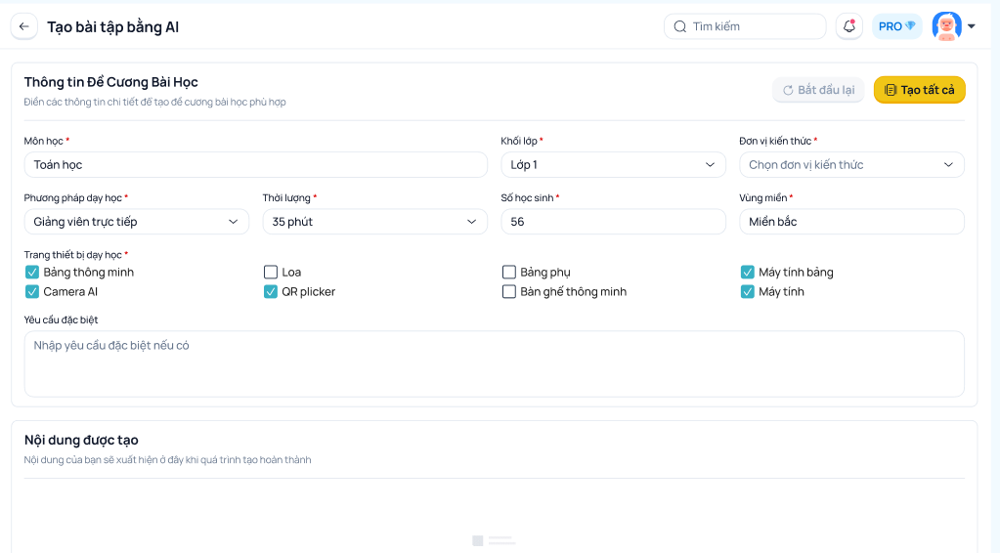 Tạo bài tập bằng AI
Tìm kiếm
PRO
Thông tin Đề Cương Bài Học
Điền các thông tin chi tiết để tạo đề cương bài học phù hợp
Bắt đầu lại
Tạo tất cả
Môn học *
Khối lớp *
Đơn vị kiến thức *
Toán học
Lớp 1
Chọn đơn vị kiến thức
Phương pháp dạy học *
Thời lượng *
Số học sinh *
Vùng miền *
Giảng viên trực tiếp
35 phút
56
Miền bắc
Trang thiết bị dạy học *
Bảng thông minh
Loa
Bảng phụ
Máy tính bảng
Camera AI
QR plicker
Bàn ghế thông minh
Máy tính
Yêu cầu đặc biệt
Nhập yêu cầu đặc biệt nếu có
Nội dung được tạo
Nội dung của bạn sẽ xuất hiện ở đây khi quá trình tạo hoàn thành